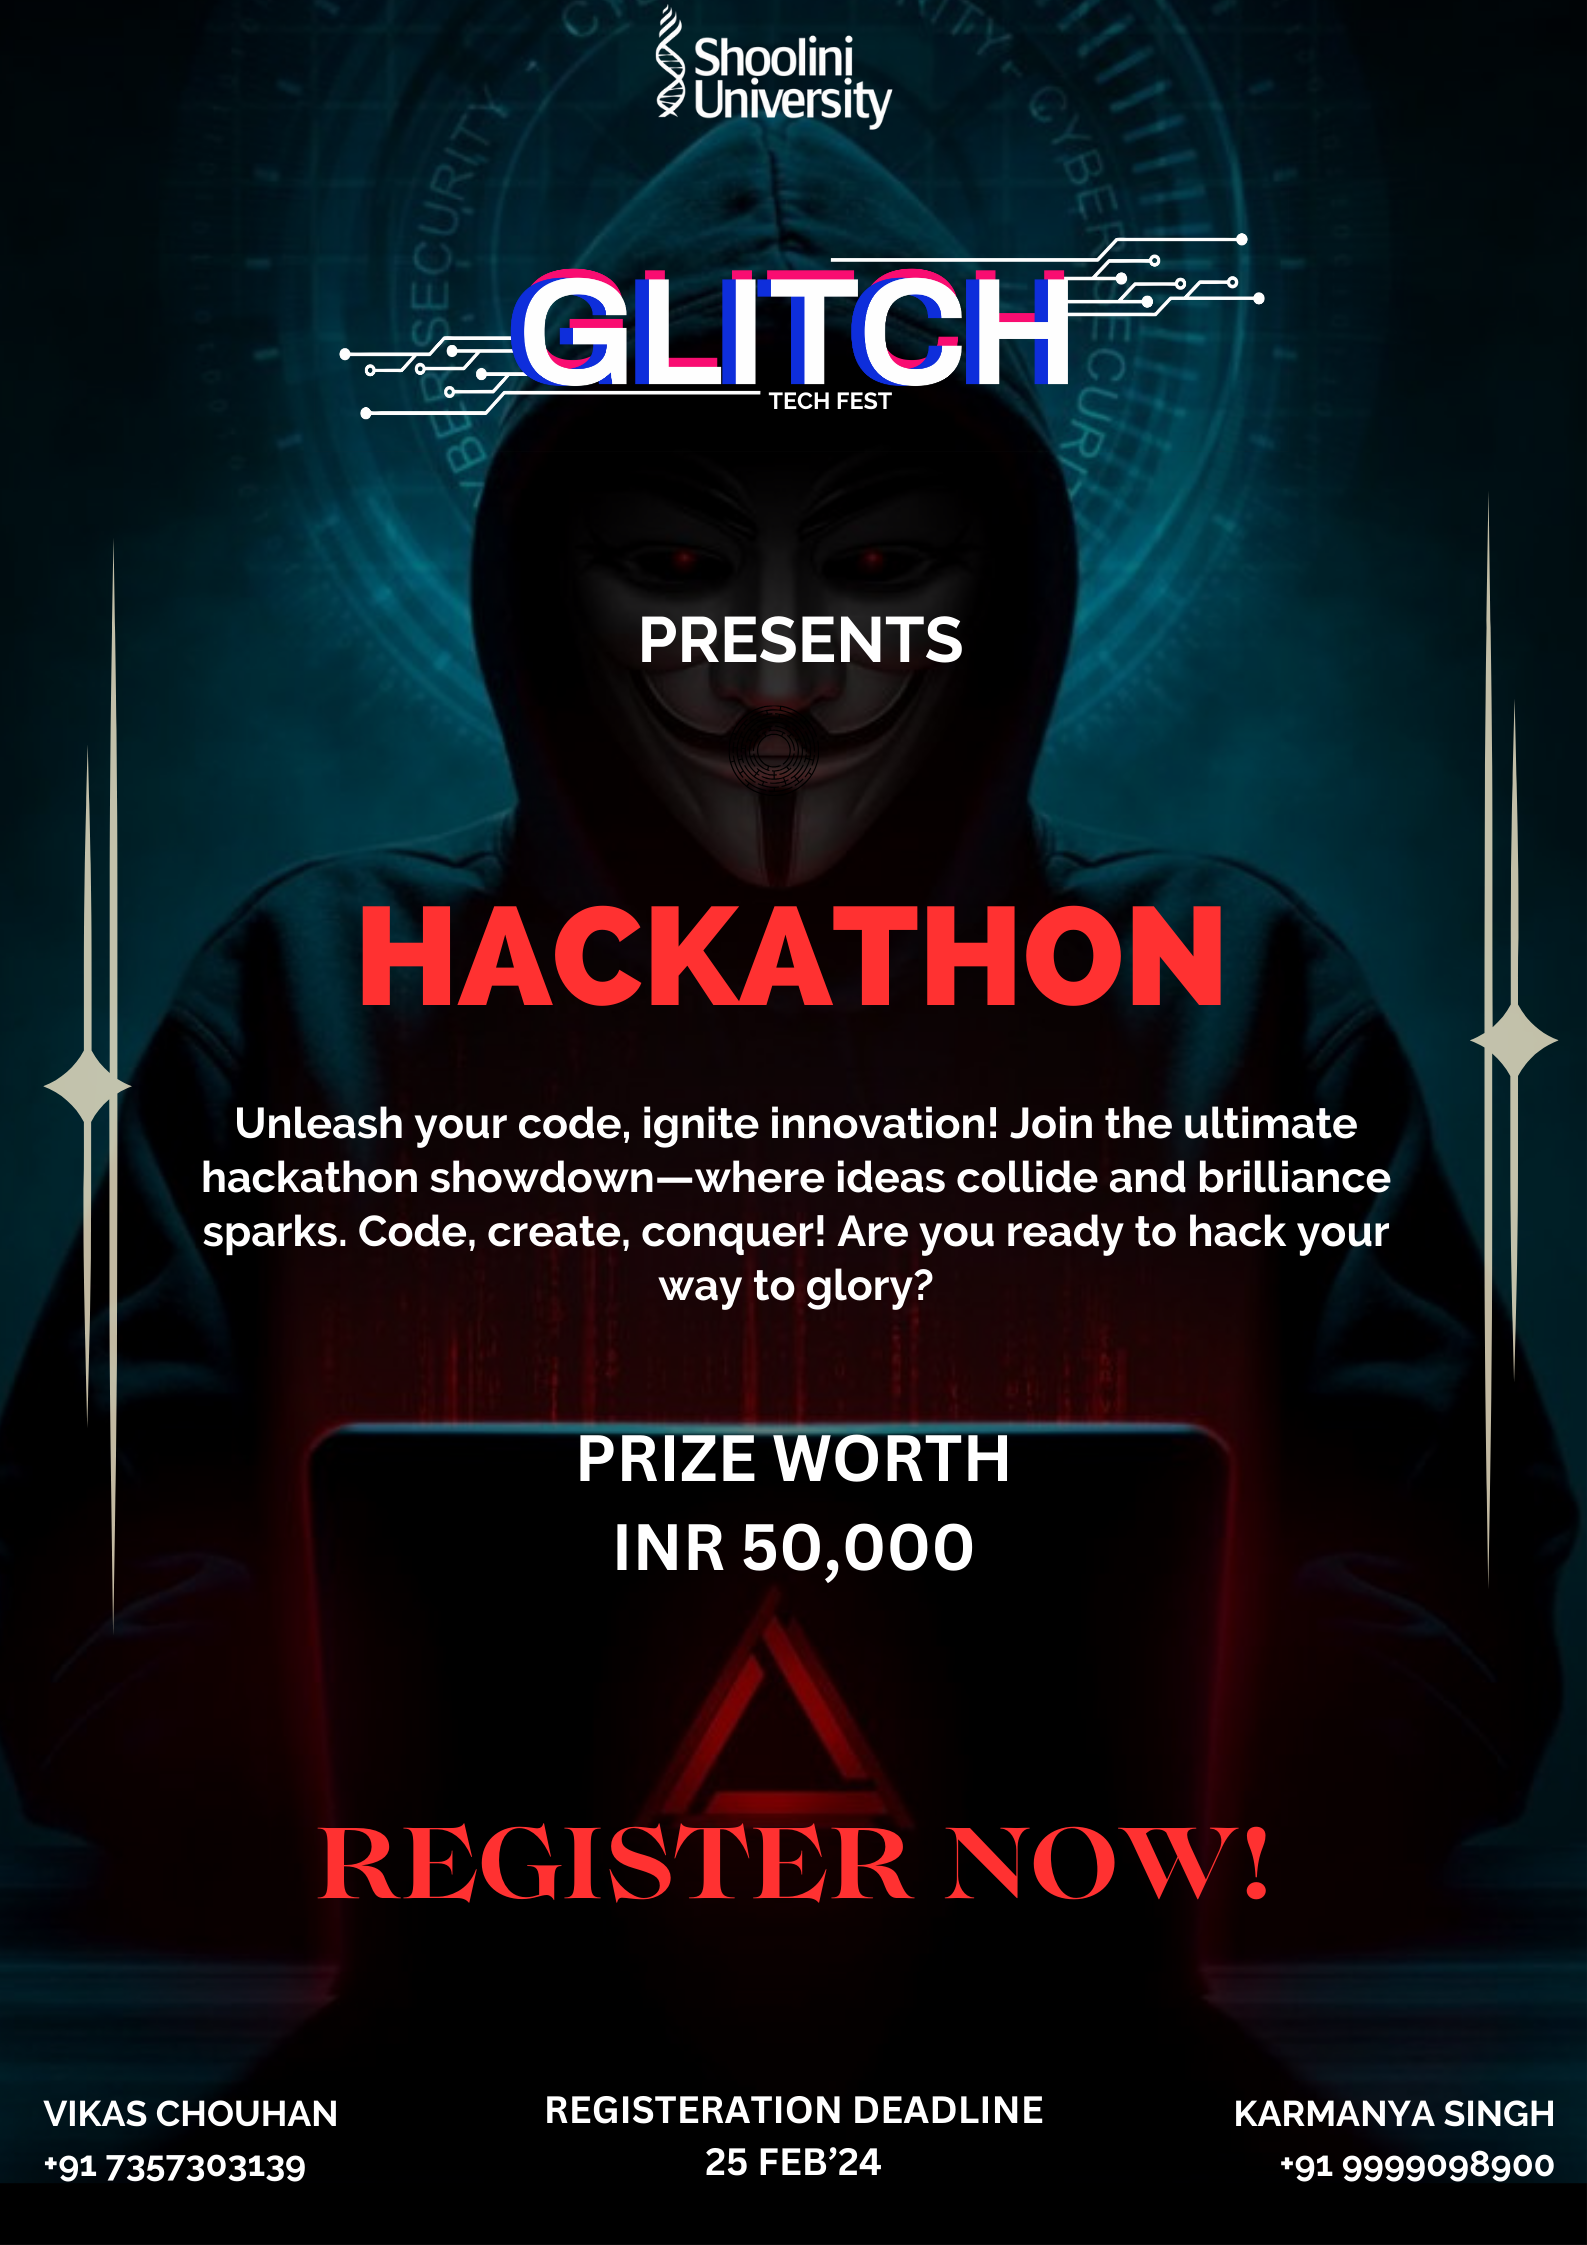 Shoolini
University
CYBERSECURITY
CYBERSECURITY
GLITCH
TECH FEST
PRESENTS
HACKATHON
Unleash your code, ignite innovation! Join the ultimate
hackathon showdown—where ideas collide and brilliance
sparks. Code, create, conquer! Are you ready to hack your
way to glory?
PRIZE WORTH
INR 50,000
REGISTER NOW!
VIKAS CHOUHAN
+91 7357303139
REGISTERATION DEADLINE
25 FEB’24
KARMANYA SINGH
+91 9999098900